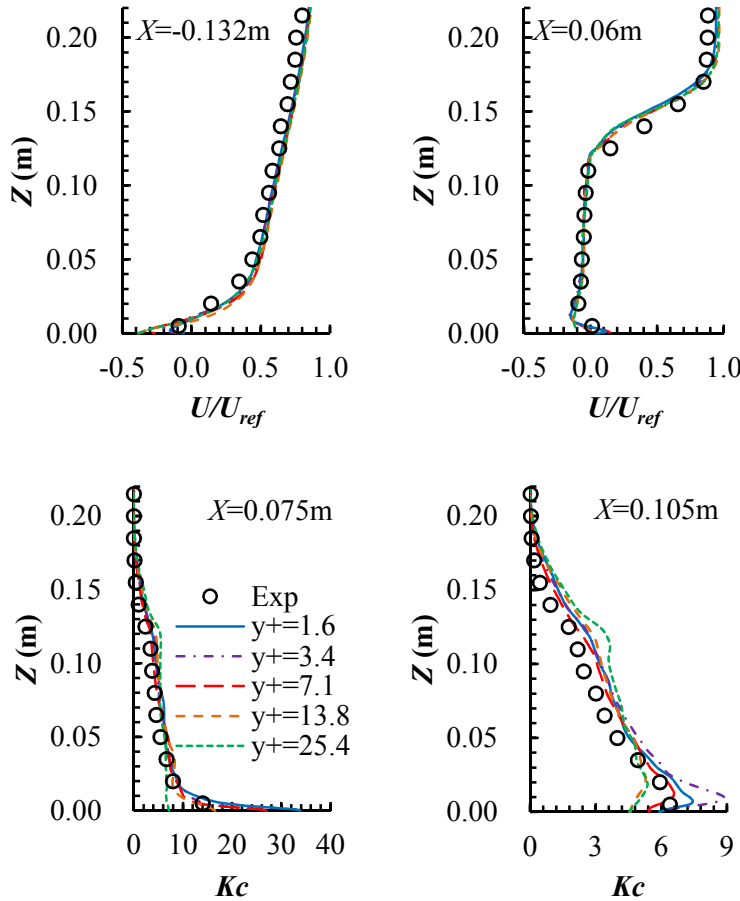 X=-0.132m
Z (m)
0.20
0.15
0.10
0.05
0.00
-0.5 0.0 0.5 1.0
U/Uref
X=0.06m
Z (m)
0.20
0.15
0.10
0.05
0.00
-0.5 0.0 0.5 1.0
U/Uref
X=0.075m
Z (m)
0.20
0.15
0.10
0.05
0.00
Exp
y+=1.6
y+=3.4
y+=7.1
y+=13.8
y+=25.4
0 10 20 30 40
Kc
X=0.105m
Z (m)
0.20
0.15
0.10
0.05
0.00
0 3 6 9
Kc